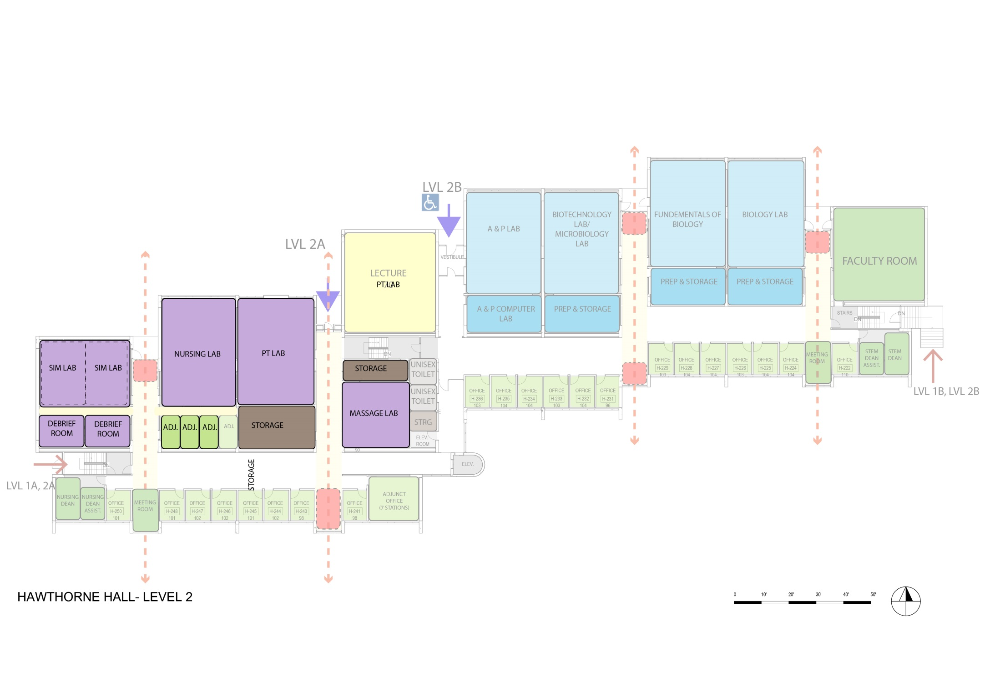 LVL 2B
LVL 2A
LECTURE
70
PT LAB
VESTIBULE
A & P LAB
BIOTECHNOLOGY
LAB/
MICROBIOLOGY
LAB
FUNDEMENTALS OF
BIOLOGY
BIOLOGY LAB
FACULTY ROOM
PREP & STORAGE
PREP & STORAGE
A & P COMPUTER
LAB
PREP & STORAGE
STAIRS
DN
DN
NURSING LAB
PT LAB
SIM LAB
SIM LAB
DN
STORAGE
UNISEX
TOILET
UNISEX
TOILET
MASSAGE LAB
STRG
ELEV.
ROOM
90
DEBRIEF
ROOM
DEBRIEF
ROOM
ADJ.
ADJ.
ADJ.
ADJ.
STORAGE
OFFICE
H-236
103
OFFICE
H-235
104
OFFICE
H-234
104
OFFICE
H-233
103
OFFICE
H-232
104
OFFICE
H-231
96
OFFICE
H-229
103
OFFICE
H-228
104
OFFICE
H-227
104
OFFICE
H-226
103
OFFICE
H-225
104
OFFICE
H-224
104
MEETING
ROOM
OFFICE
H-222
110
STEM
DEAN
ASSIST.
STEM
DEAN
LVL 1B, LVL 2B
DN
ELEV.
STORAGE
LVL 1A, 2A
NURSING
DEAN
NURSING
DEAN
ASSIST.
OFFICE
H-250
101
MEETING
ROOM
OFFICE
H-248
101
OFFICE
H-247
102
OFFICE
H-246
102
OFFICE
H-245
101
OFFICE
H-244
102
OFFICE
H-243
98
OFFICE
H-241
98
ADJUNCT
OFFICE
(7 STATIONS)
HAWTHORNE HALL- LEVEL 2
0 10' 20' 30' 40' 50'